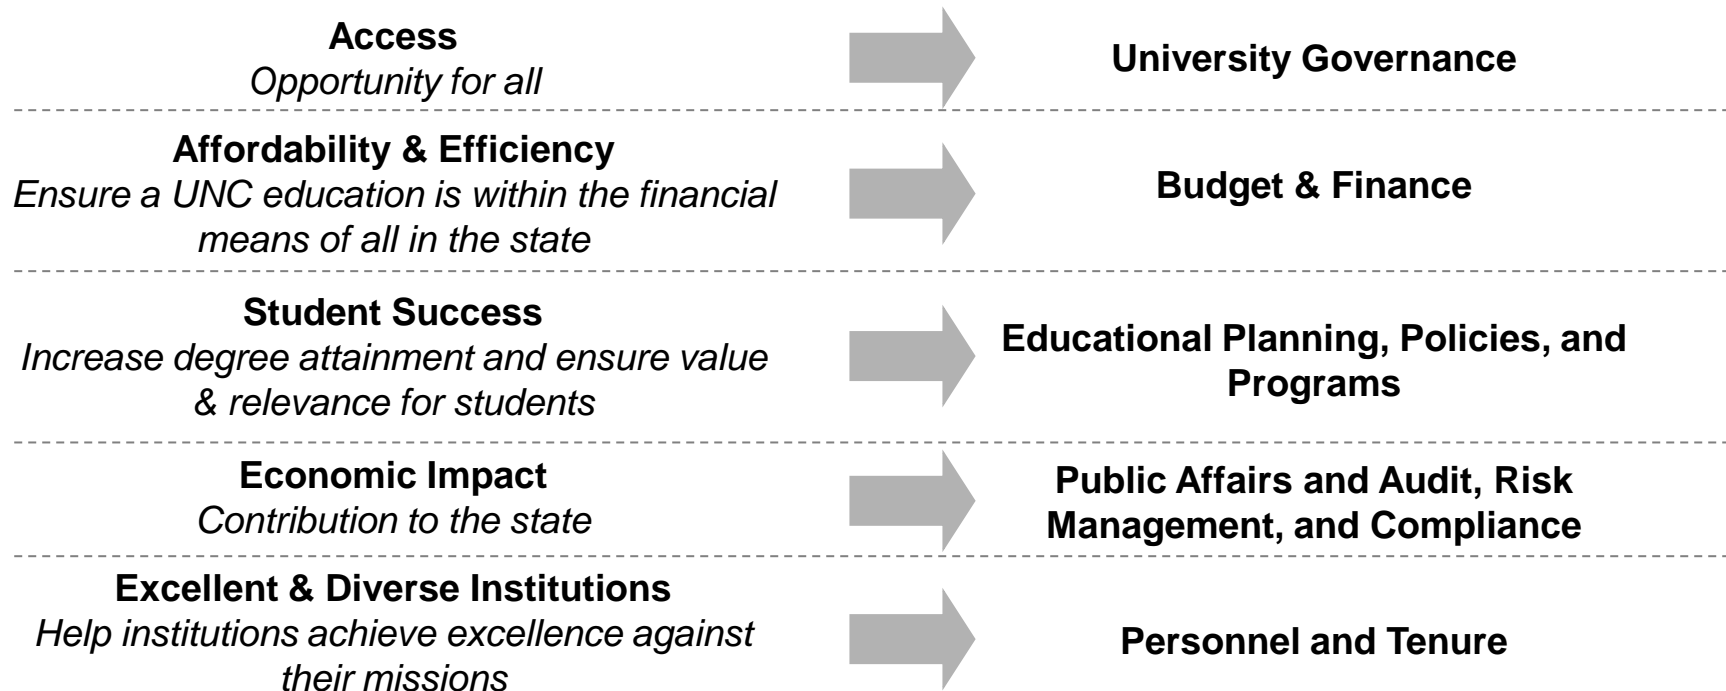 Access
Opportunity for all
University Governance
Affordability & Efficiency
Ensure a UNC education is within the financial
means of all in the state
Budget & Finance
Student Success
Increase degree attainment and ensure value
& relevance for students
Educational Planning, Policies, and
Programs
Economic Impact
Contribution to the state
Public Affairs and Audit, Risk
Management, and Compliance
Excellent & Diverse Institutions
Help institutions achieve excellence against
their missions
Personnel and Tenure